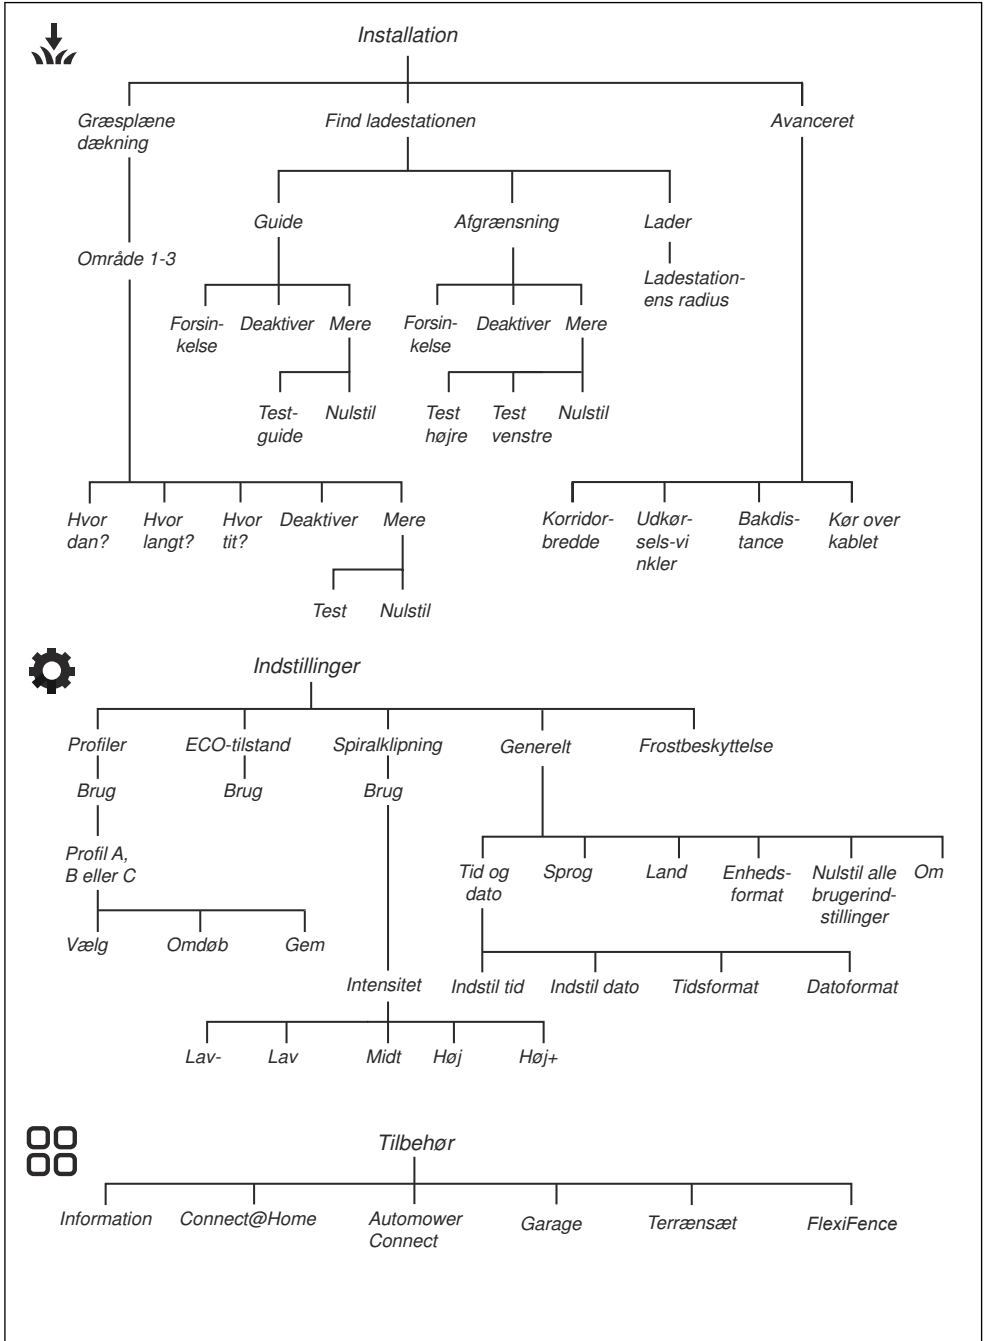 Installation
Græsplæne
dækning
Find ladestationen
Avanceret
Guide
Afgrænsning
Lader
Område 1-3
Ladestation-
ens radius
Forsin-
kelse
Deaktiver
Mere
Forsin-
kelse
Deaktiver
Mere
Test-
guide
Nulstil
Test
højre
Test
venstre
Nulstil
Hvor
dan?
Hvor
langt?
Hvor
tit?
Deaktiver
Mere
Korridor-
bredde
Udkør-
sels-vi
nkler
Bakdis-
tance
Kør over
kablet
Test
Nulstil
Indstillinger
Profiler
ECO-tilstand
Spiralklipning
Generelt
Frostbeskyttelse
Brug
Brug
Brug
Profil A,
B eller C
Tid og
dato
Sprog
Land
Enheds-
format
Nulstil alle
brugerind-
stillinger
Om
Vælg
Omdøb
Gem
Intensitet
Indstil tid
Indstil dato
Tidsformat
Datoformat
Lav-
Lav
Midt
Høj
Høj+
Tilbehør
Information
Connect@Home
Automower
Connect
Garage
Terrænsæt
FlexiFence